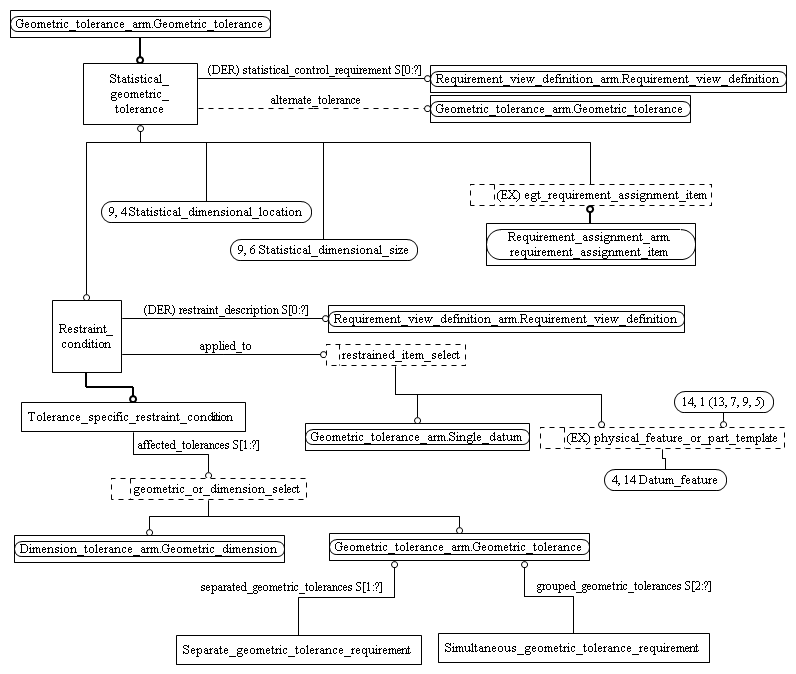 Geometric_tolerance_arm.Geometric_tolerance
Statistical_
geometric_
tolerance
(DER) statistical_control_requirement S[0:?]
Requirement_view_definition_arm.Requirement_view_definition
alternate_tolerance
Geometric_tolerance_arm.Geometric_tolerance
9, 4 Statistical_dimensional_location
(EX) egt_requirement_assignment_item
9, 6 Statistical_dimensional_size
Requirement_assignment_arm
requirement_assignment_item
Restraint_
condition
(DER) restraint_description S[0:?]
Requirement_view_definition_arm.Requirement_view_definition
applied_to
restrained_item_select
Tolerance_specific_restraint_condition
14, 1 (13, 7, 9, 5)
Geometric_tolerance_arm.Single_datum
(EX) physical_feature_or_part_template
affected_tolerances S[1:?]
4, 14 Datum_feature
geometric_or_dimension_select
Dimension_tolerance_arm.Geometric_dimension
Geometric_tolerance_arm.Geometric_tolerance
separated_geometric_tolerances S[1:?]
grouped_geometric_tolerances S[2:?]
Separate_geometric_tolerance_requirement
Simultaneous_geometric_tolerance_requirement